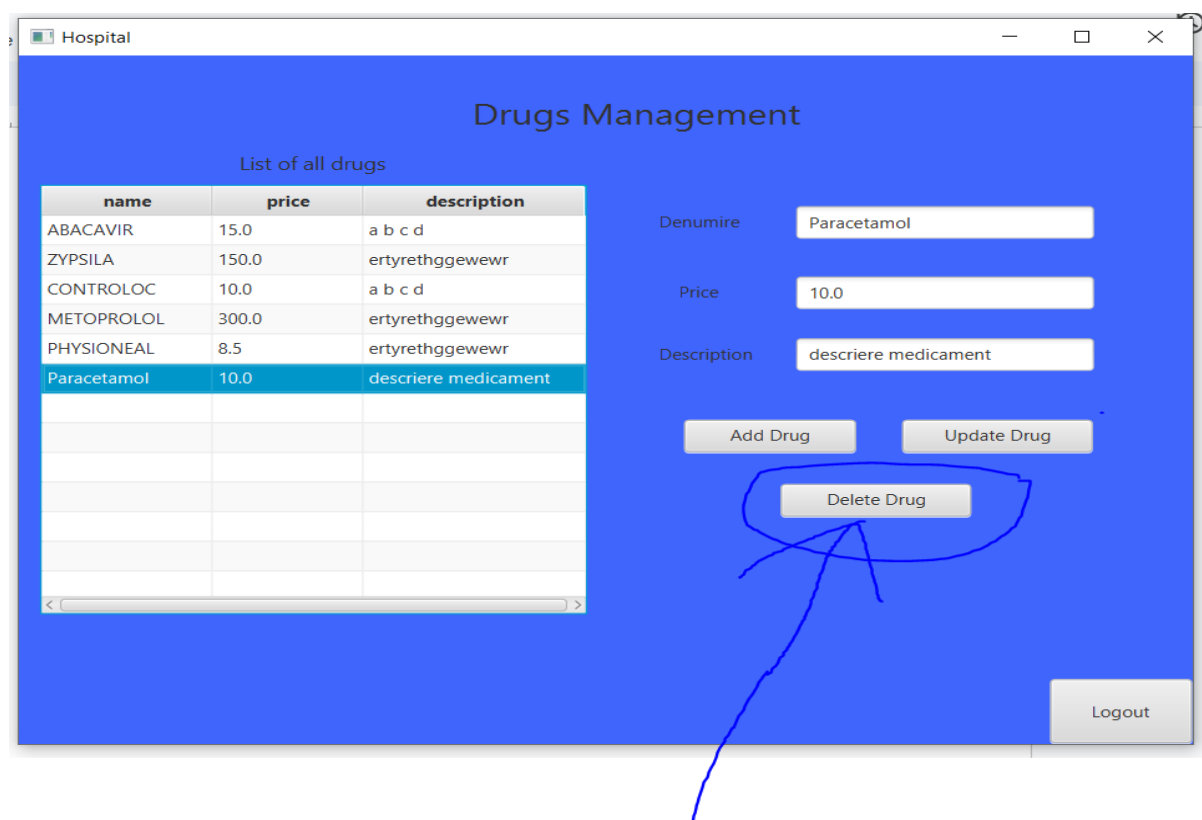 Hospital
Drugs Management
List of all drugs
name price description
ABACAVIR 15.0 a b c d
ZYPSILA 150.0 ertyrethggewewr
CONTROLOC 10.0 a b c d
METOPROLOL 300.0 ertyrethggewewr
PHYSIONEAL 8.5 ertyrethggewewr
Paracetamol 10.0 descriere medicament
Denumire Paracetamol
Price 10.0
Description descriere medicament
Add Drug Update Drug
Delete Drug
Logout